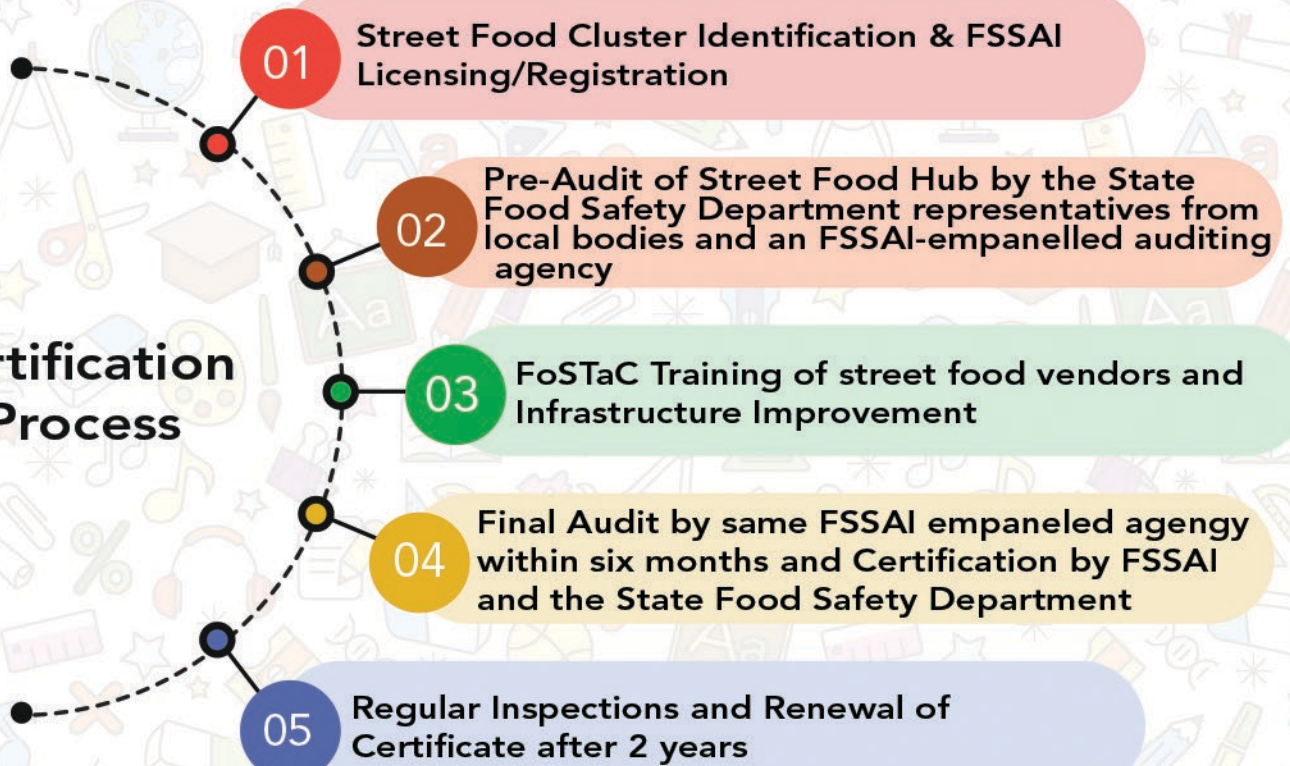 01
Street Food Cluster Identification & FSSAI
Licensing/Registration
02
Pre-Audit of Street Food Hub by the State
Food Safety Department representatives from
local bodies and an FSSAI-empanelled auditing
agency
rtification
Process
03
FoSTaC Training of street food vendors and
Infrastructure Improvement
04
Final Audit by same FSSAI empaneled agengy
within six months and Certification by FSSAI
and the State Food Safety Department
05
Regular Inspections and Renewal of
Certificate after 2 years